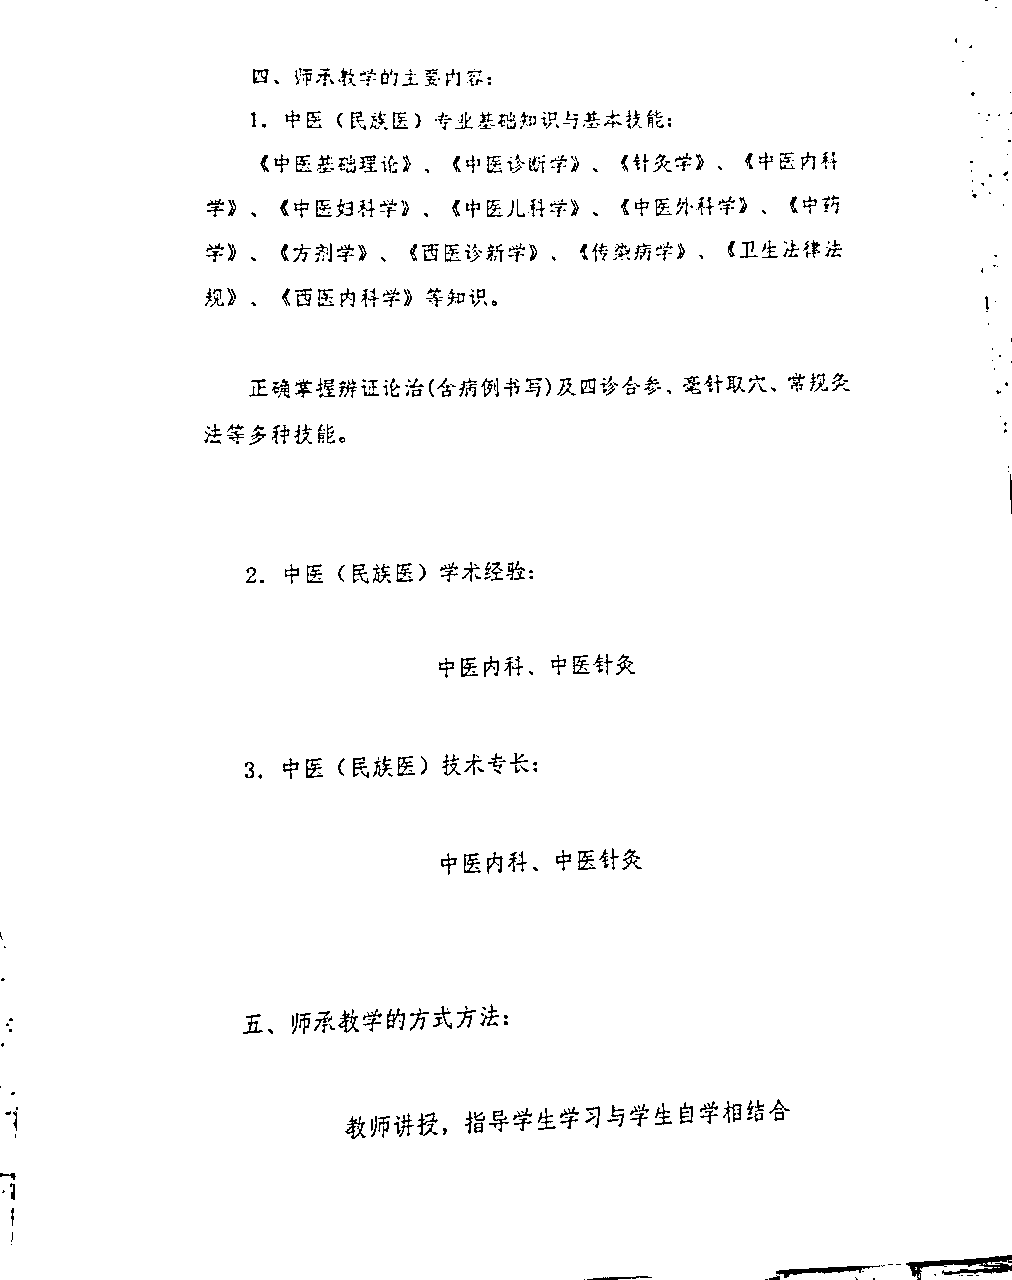 四、师承教学的主要内容：
1．中医（民族医）专业基础知识与基本技能：
《中医基础理论》、《中医诊断学》、《针灸学》、《中医内科
学》、《中医妇科学》、《中医儿科学》、《中医外科学》、《中药
学》、《方剂学》、《西医诊新学》、《传染病学》、《卫生法律法
规》、《西医内科学》等知识。
正确掌握辨证论治(含病例书写)及四诊合参、毫针取穴、常规灸
法等多种技能。
2．中医（民族医）学术经验：
中医内科、中医针灸
3．中医（民族医）技术专长：
中医内科、中医针灸
五、师承教学的方式方法：
教师讲授，指导学生学习与学生自学相结合